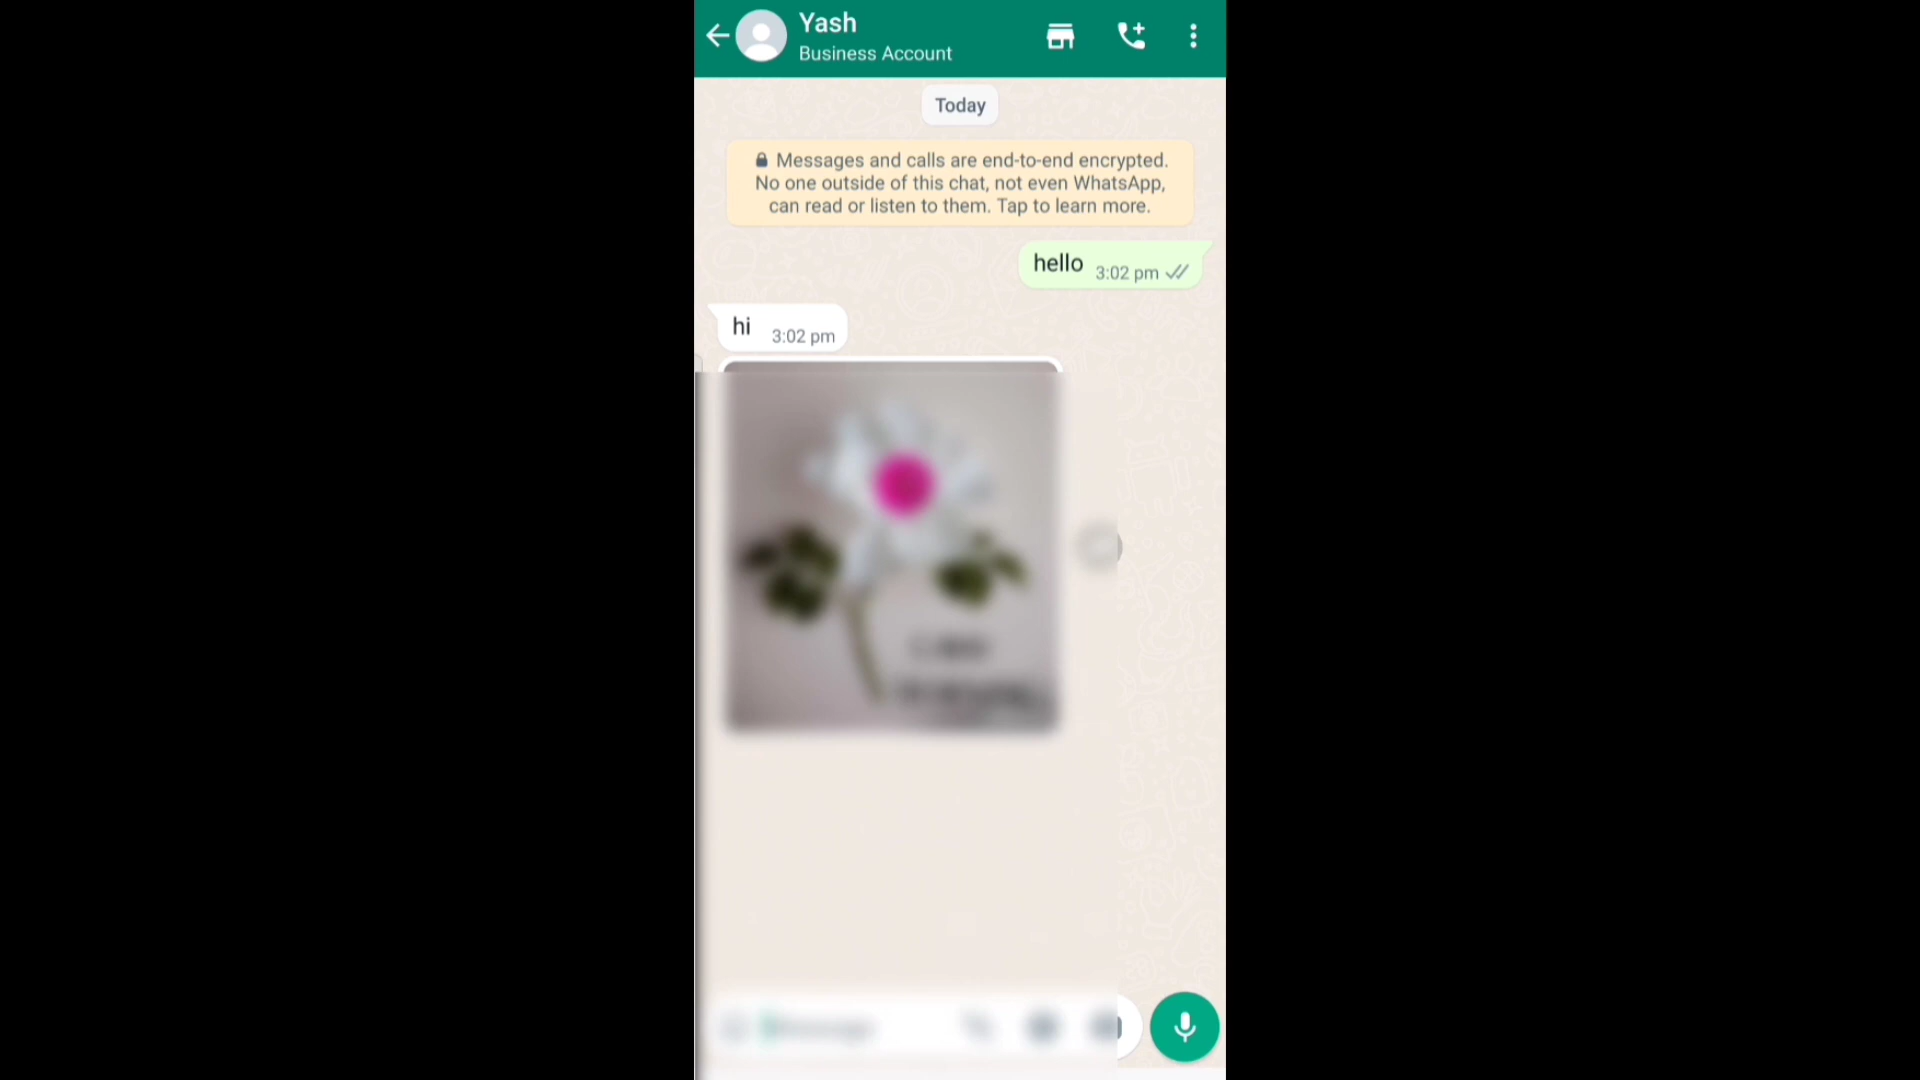 Yash
Business Account
Today
Messages and calls are end-to-end encrypted.
No one outside of this chat, not even WhatsApp,
can read or listen to them. Tap to learn more.
hello 3:02 pm
hi 3:02 pm